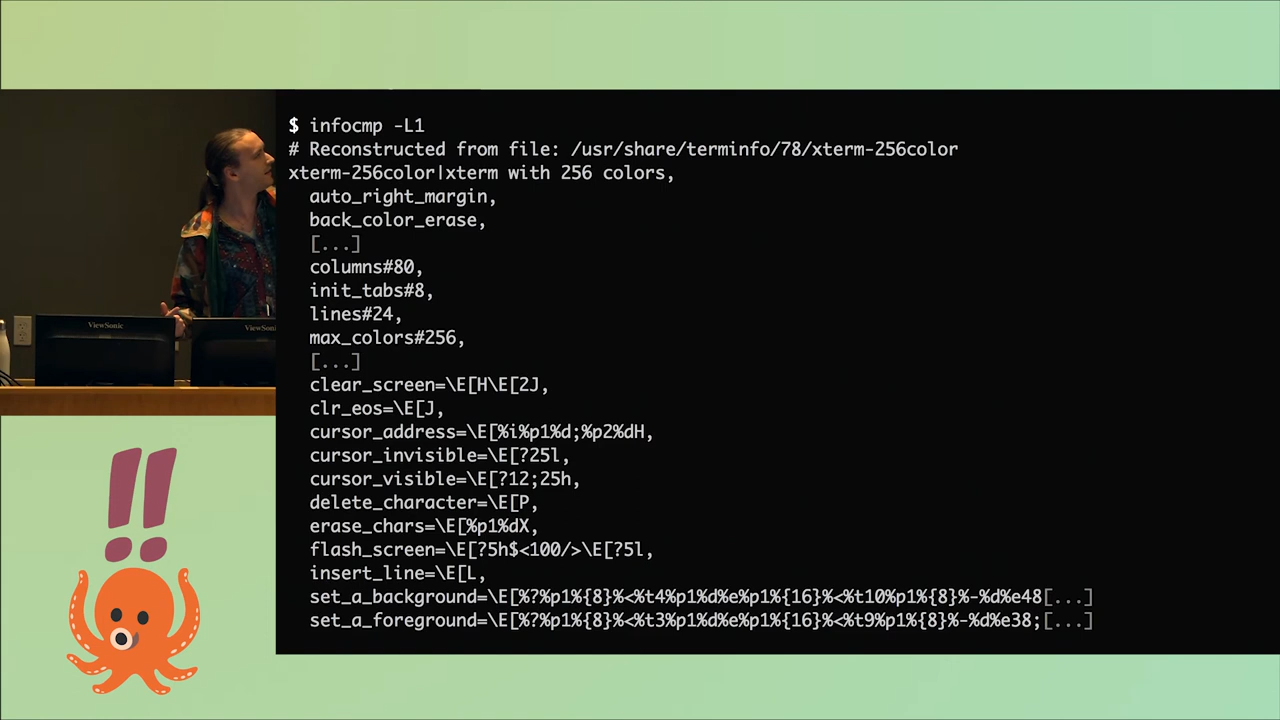 $ infocmp -L1
# Reconstructed from file: /usr/share/terminfo/78/xterm-256color
xterm-256color|xterm with 256 colors,
auto_right_margin,
back_color_erase,
[...]
columns#80,
init_tabs#8,
lines#24,
max_colors#256,
[...]
clear_screen=\E[H\E[2J,
clr_eos=\E[J,
cursor_address=\E[%i%p1%d;%p2%dH,
cursor_invisible=\E[?25l,
cursor_visible=\E[?12;25h,
delete_character=\E[P,
erase_chars=\E[%p1%dX,
flash_screen=\E[?5h$<100/>\E[?5l,
insert_line=\E[L,
set_a_background=\E[%?%p1%{8}%<%t4%p1%d%e%p1%{16}%<%t10%p1%{8}%-%d%e48[...]
set_a_foreground=\E[%?%p1%{8}%<%t3%p1%d%e%p1%{16}%<%t9%p1%{8}%-%d%e38;[...]
ViewSonic
ViewSoni
!!